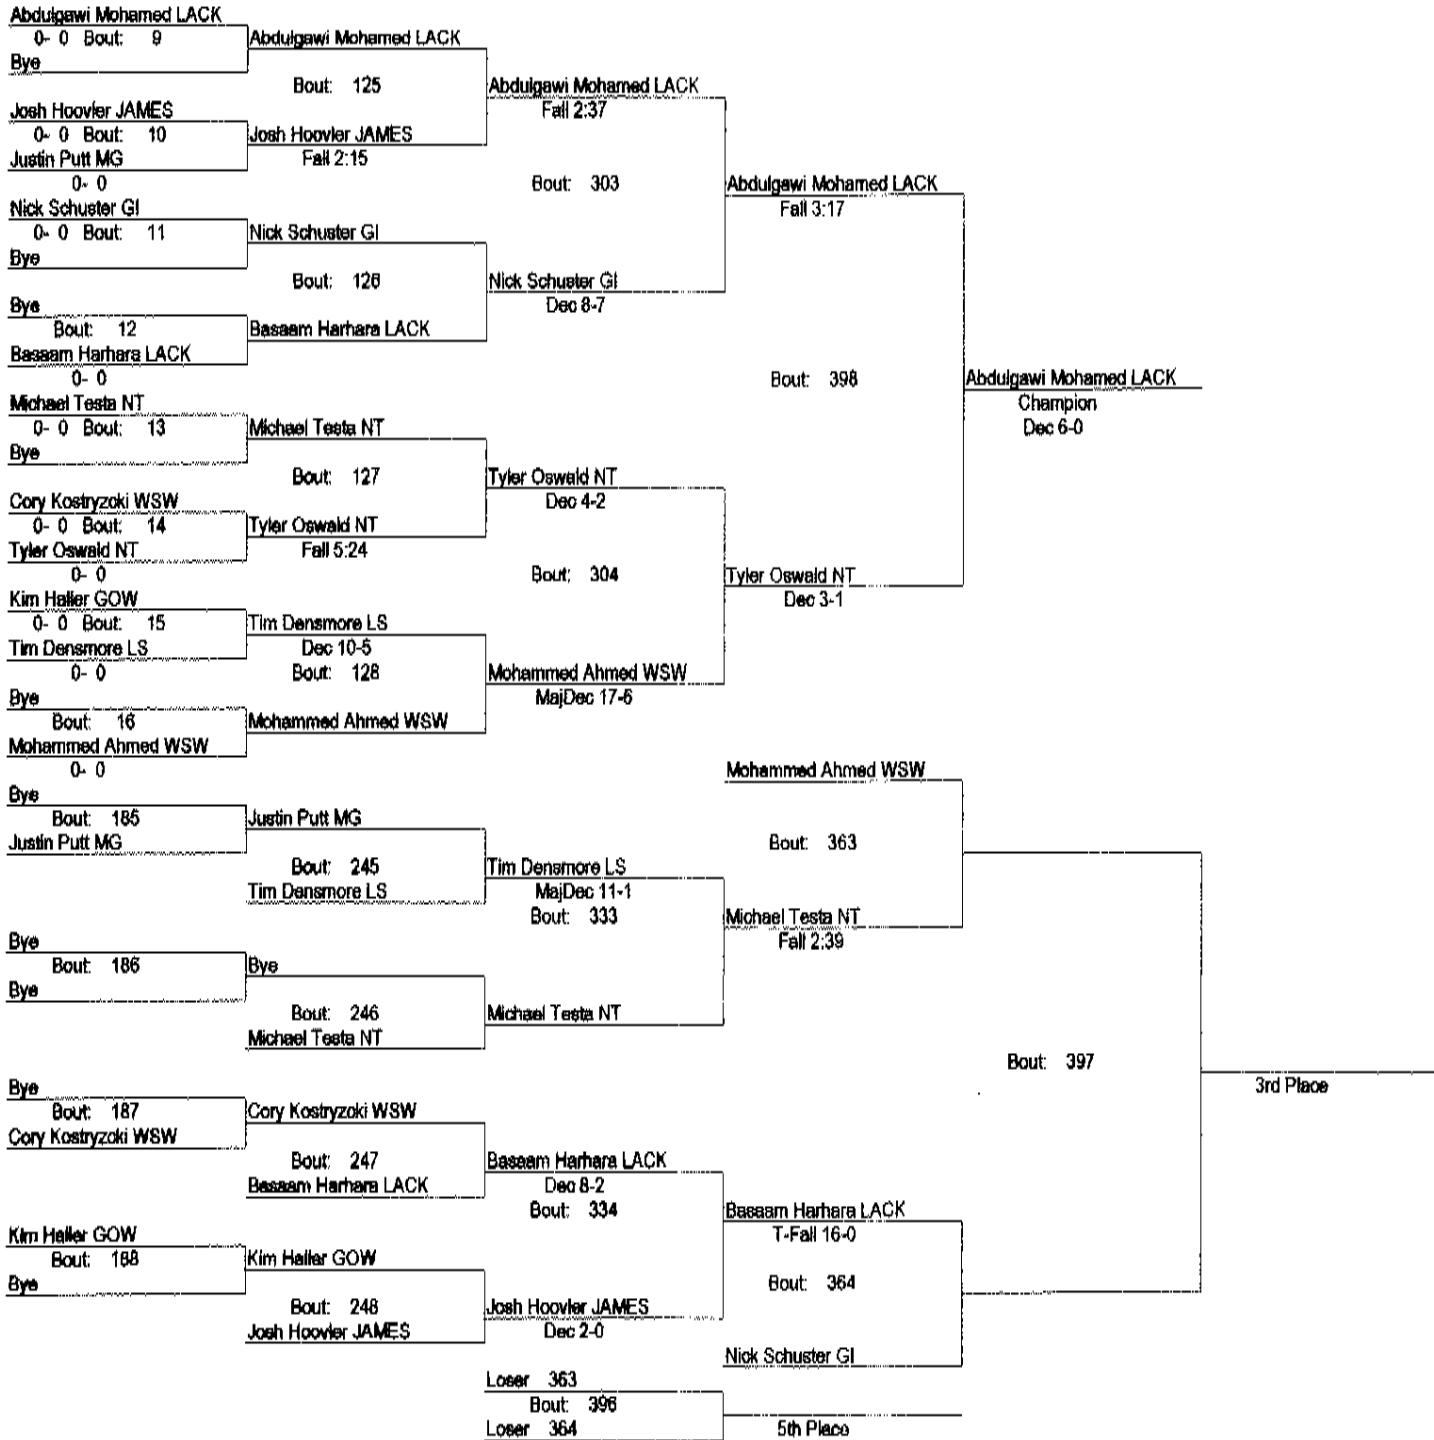 Abdulgawi Mohamed LACK
0- 0 Bout: 9
Abdulgawi Mohamed LACK
Bye
Bout: 125
Abdulgawi Mohamed LACK
Fall 2:37
Josh Hoovler JAMES
0- 0 Bout: 10
Josh Hoovler JAMES
Fall 2:15
Justin Putt MG
0- 0
Bout: 303
Abdulgawi Mohamed LACK
Fall 3:17
Nick Schuster GI
0- 0 Bout: 11
Nick Schuster GI
Bye
Bout: 126
Nick Schuster GI
Dec 8-7
Bye
Bout: 12
Basaam Harhara LACK
Basaam Harhara LACK
0- 0
Bout: 398
Abdulgawi Mohamed LACK
Champion
Dec 6-0
Michael Testa NT
0- 0 Bout: 13
Michael Testa NT
Bye
Bout: 127
Tyler Oswald NT
Dec 4-2
Cory Kostryzoki WSW
0- 0 Bout: 14
Tyler Oswald NT
Fall 5:24
Tyler Oswald NT
0- 0
Bout: 304
Tyler Oswald NT
Dec 3-1
Kim Haller GOW
0- 0 Bout: 15
Tim Densmore LS
Dec 10-5
Tim Densmore LS
0- 0
Bout: 128
Mohammed Ahmed WSW
MajDec 17-6
Bye
Bout: 16
Mohammed Ahmed WSW
Mohammed Ahmed WSW
0- 0
Mohammed Ahmed WSW
Bye
Bout: 185
Justin Putt MG
Justin Putt MG
Bout: 363
Bout: 245
Tim Densmore LS
MajDec 11-1
Tim Densmore LS
Bout: 333
Michael Testa NT
Fall 2:39
Bye
Bout: 186
Bye
Bye
Bout: 246
Michael Testa NT
Michael Testa NT
Bout: 397
3rd Place
Bye
Bout: 187
Cory Kostryzoki WSW
Cory Kostryzoki WSW
Bout: 247
Basaam Harhara LACK
Dec 8-2
Basaam Harhara LACK
Bout: 334
Basaam Harhara LACK
T-Fall 16-0
Kim Haller GOW
Bout: 188
Kim Haller GOW
Bye
Bout: 364
Bout: 248
Josh Hoovler JAMES
Dec 2-0
Josh Hoovler JAMES
Nick Schuster GI
Loser 363
Bout: 396
Loser 364
5th Place